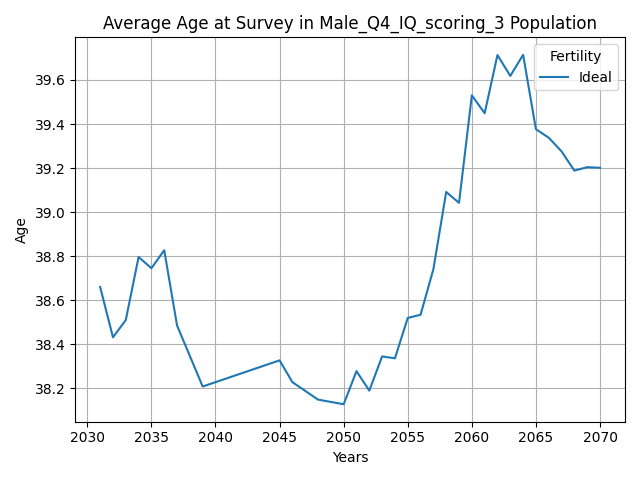 Average Age at Survey in Male_Q4_IQ_scoring_3 Population
Fertility
Ideal
39.6
39.4
39.2
39.0
38.8
38.6
38.4
38.2
Age
2030 2035 2040 2045 2050 2055 2060 2065 2070
Years